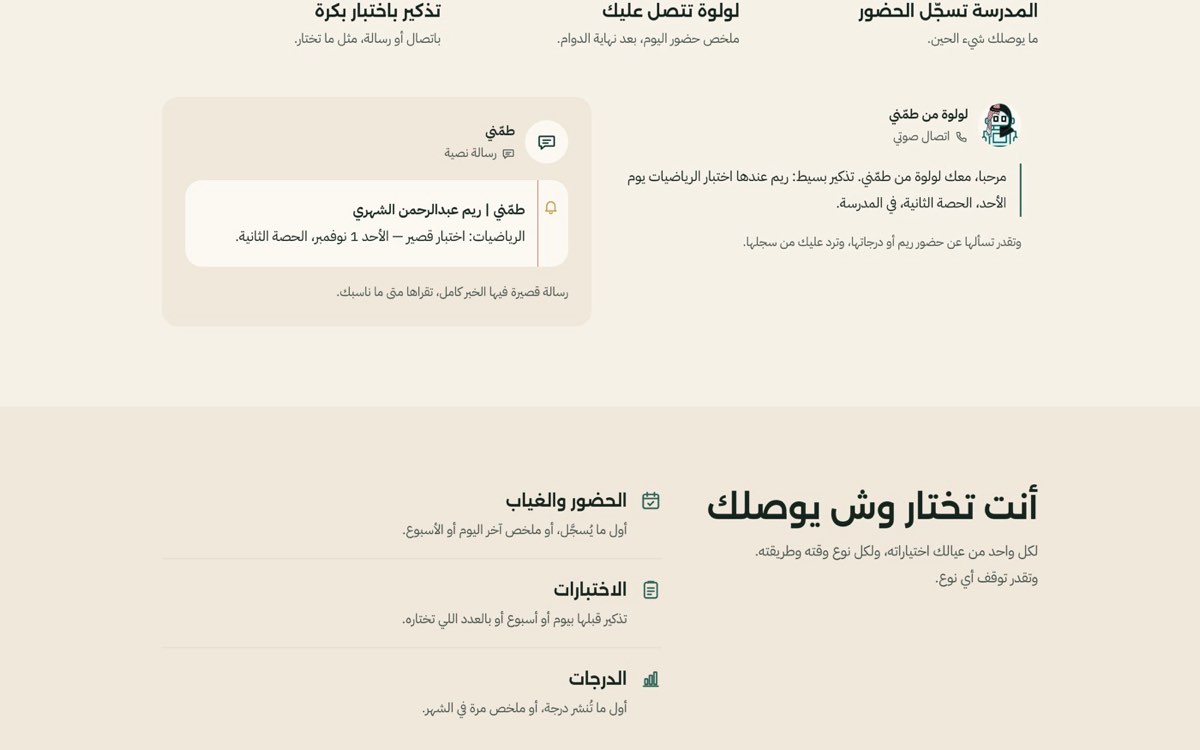 المدرسة تسجّل الحضور
ما يوصلك شيء الحين.
لولوة تتصل عليك
ملخص حضور اليوم، بعد نهاية الدوام.
تذكير باختبار بكرة
باتصال أو رسالة، مثل ما تختار.
لولوة من طمّني
اتصال صوتي
مرحبا، معك لولوة من طمّني. تذكير بسيط: ريم عندها اختبار الرياضيات يوم
الأحد، الحصة الثانية، في المدرسة.
وتقدر تسألها عن حضور ريم أو درجاتها، وترد عليك من سجلها.
طمّني
رسالة نصية
طمّني | ريم عبدالرحمن الشهري
الرياضيات: اختبار قصير — الأحد 1 نوفمبر، الحصة الثانية.
رسالة قصيرة فيها الخبر كامل، تقراها متى ما ناسبك.
أنت تختار وش يوصلك
لكل واحد من عيالك اختياراته، ولكل نوع وقته وطريقته.
وتقدر توقف أي نوع.
الحضور والغياب
أول ما يُسجَّل، أو ملخص آخر اليوم أو الأسبوع.
الاختبارات
تذكير قبلها بيوم أو أسبوع أو بالعدد اللي تختاره.
الدرجات
أول ما تُنشر درجة، أو ملخص مرة في الشهر.